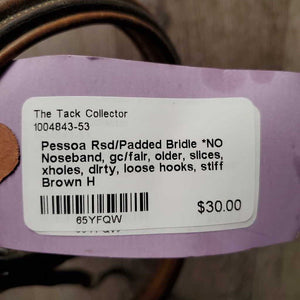 The Tack Collector
1004843-53
Pessoa Rsd/Padded Bridle *NO
Noseband, gc/fair, older, slices,
xholes, dirty, loose hooks, stiff
Brown H
65YFQW
$30.00
65YFQW